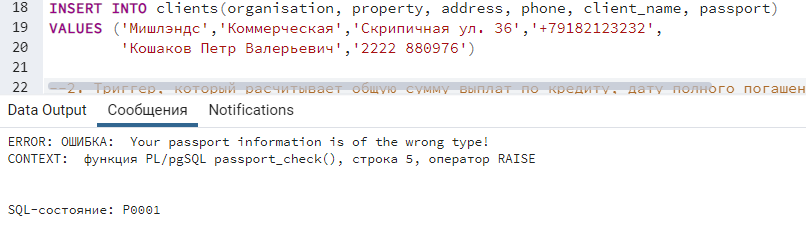 18 INSERT INTO clients(organisation, property, address, phone, client_name, passport)
19 VALUES ('Мишлэндс','Коммерческая','Скрипичная ул. 36','+79182123232',
20 'Кошаков Петр Валерьевич','2222 880976')
21
22 --2. Триггер, который расчитывает общую сумму выплат по кредиту, дату полного погашен
Data Output Сообщения Notifications
ERROR: ОШИБКА: Your passport information is of the wrong type!
CONTEXT: функция PL/pgSQL passport_check(), строка 5, оператор RAISE
SQL-состояние: P0001